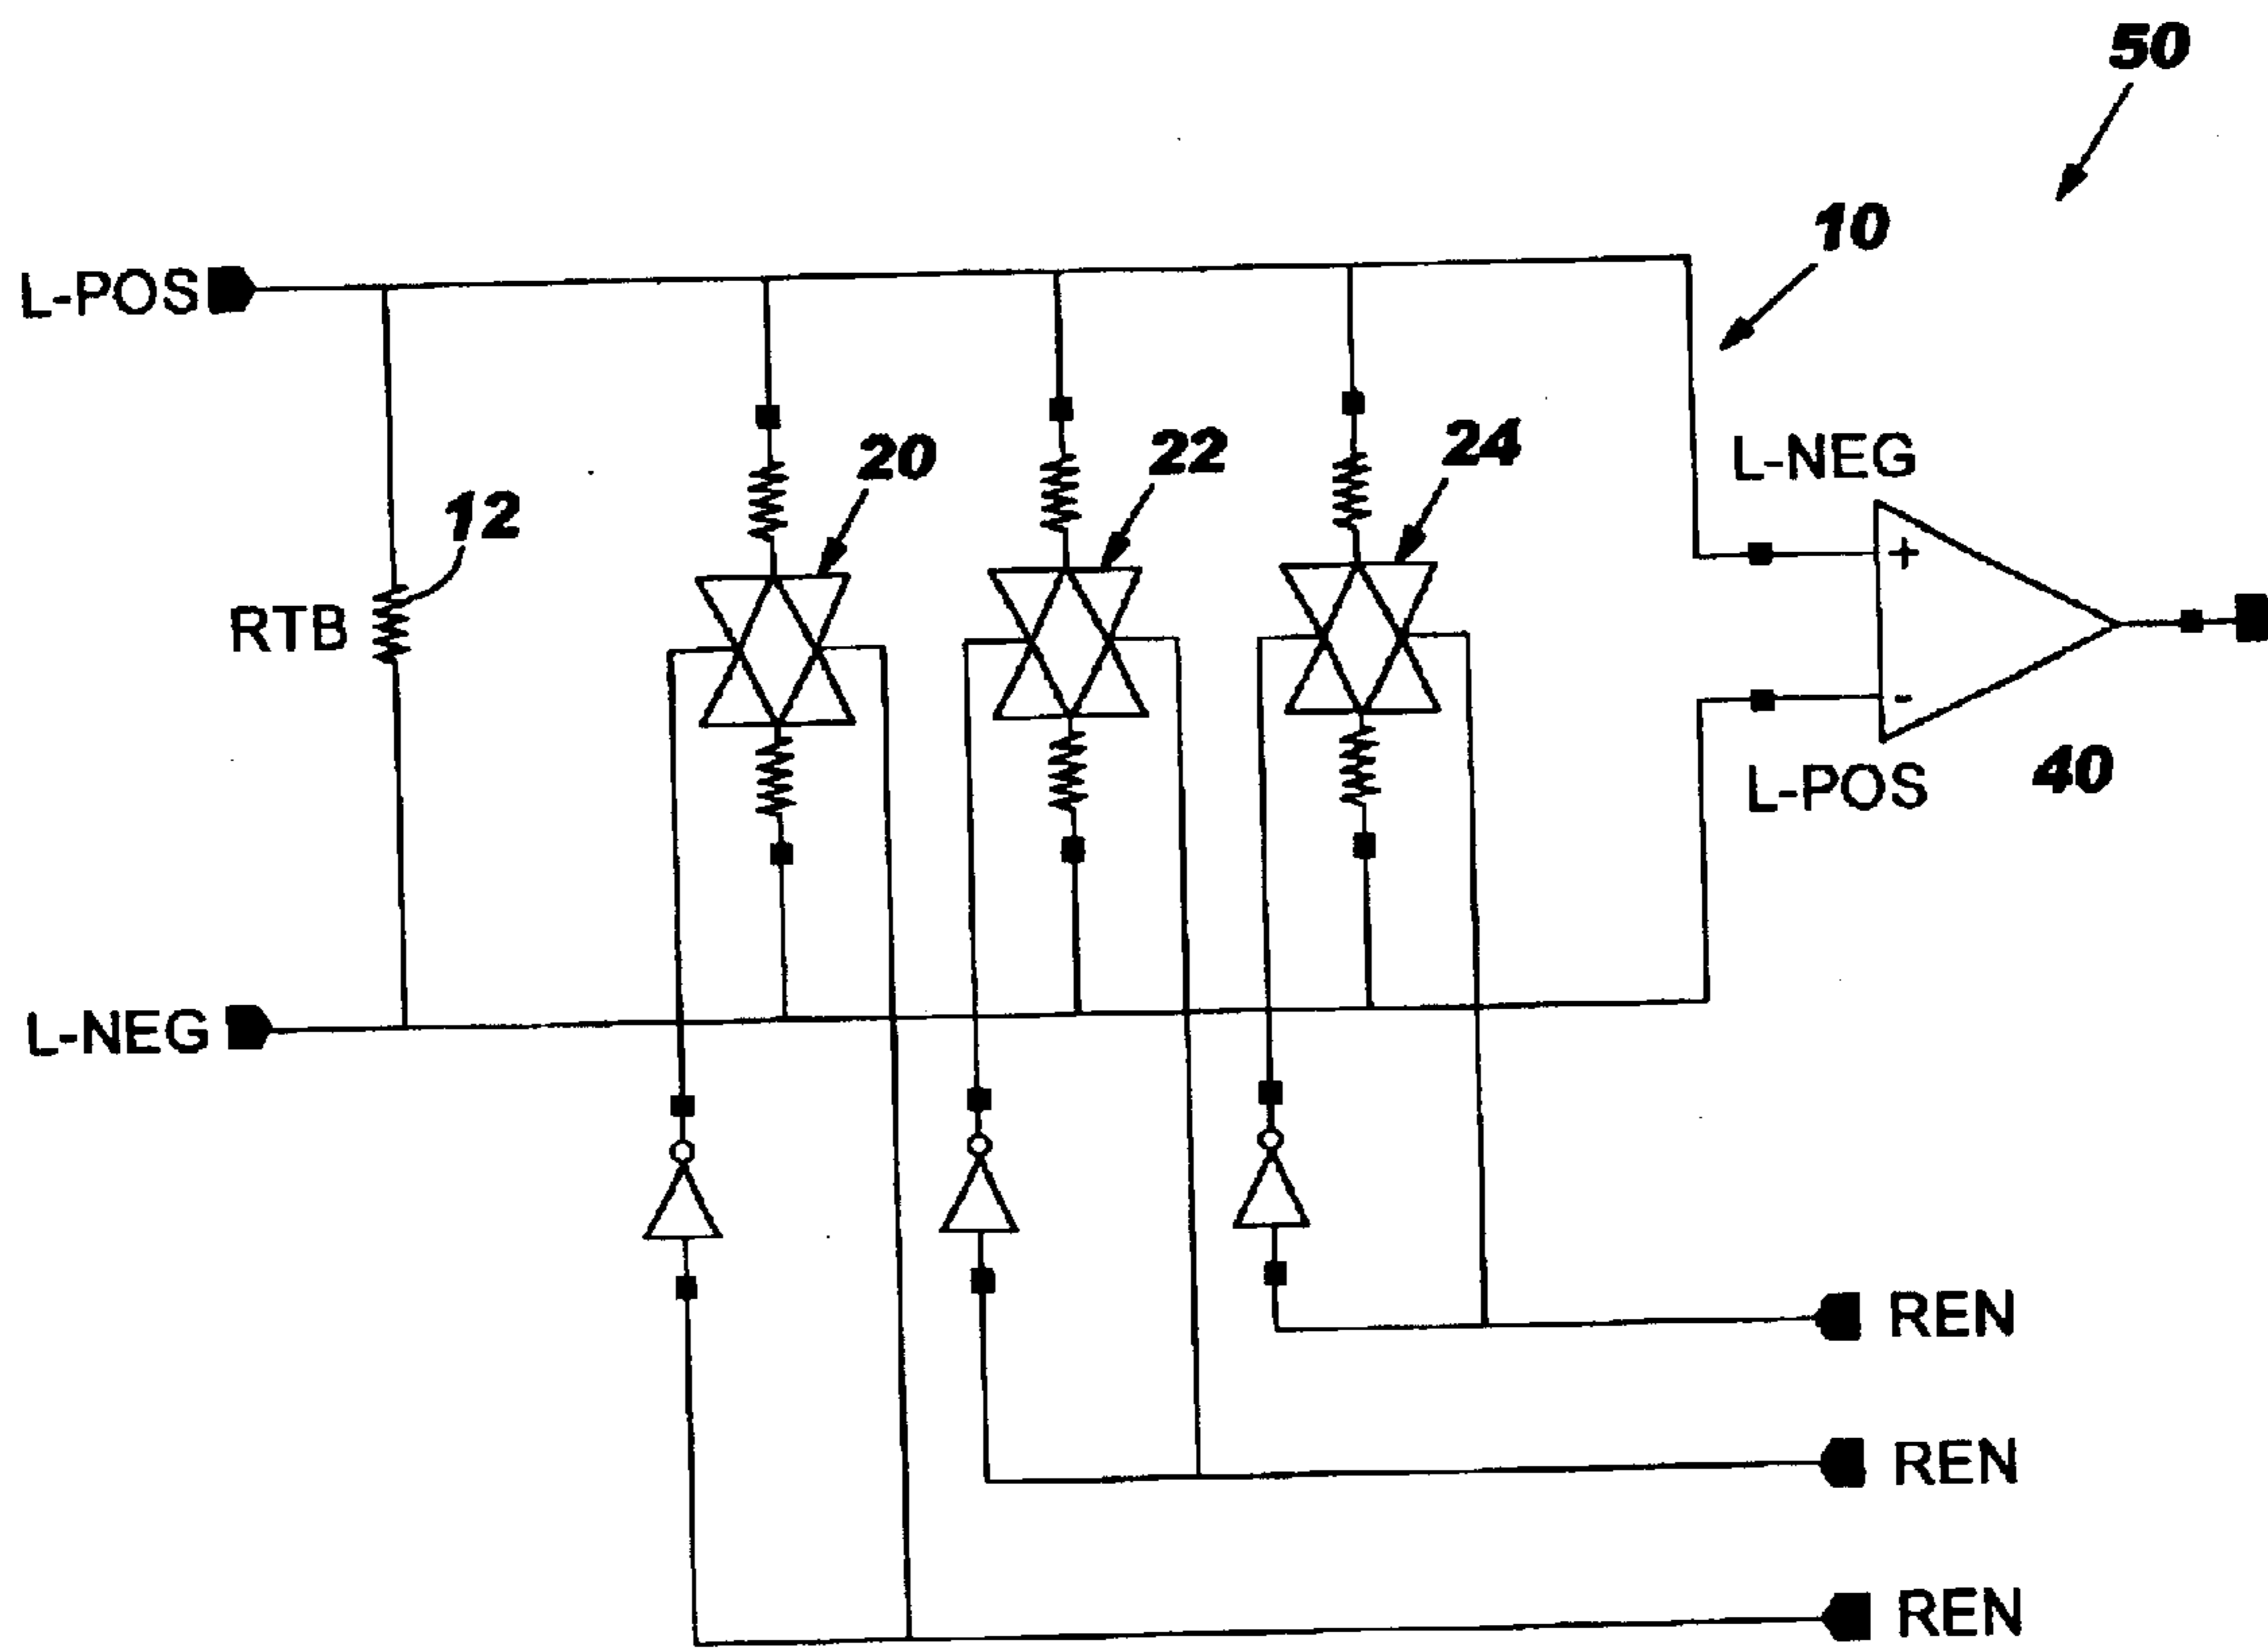 50
10
L-POS
20
22
24
L-NEG
12
+
RTB
-
L-POS
40
L-NEG
REN
REN
REN